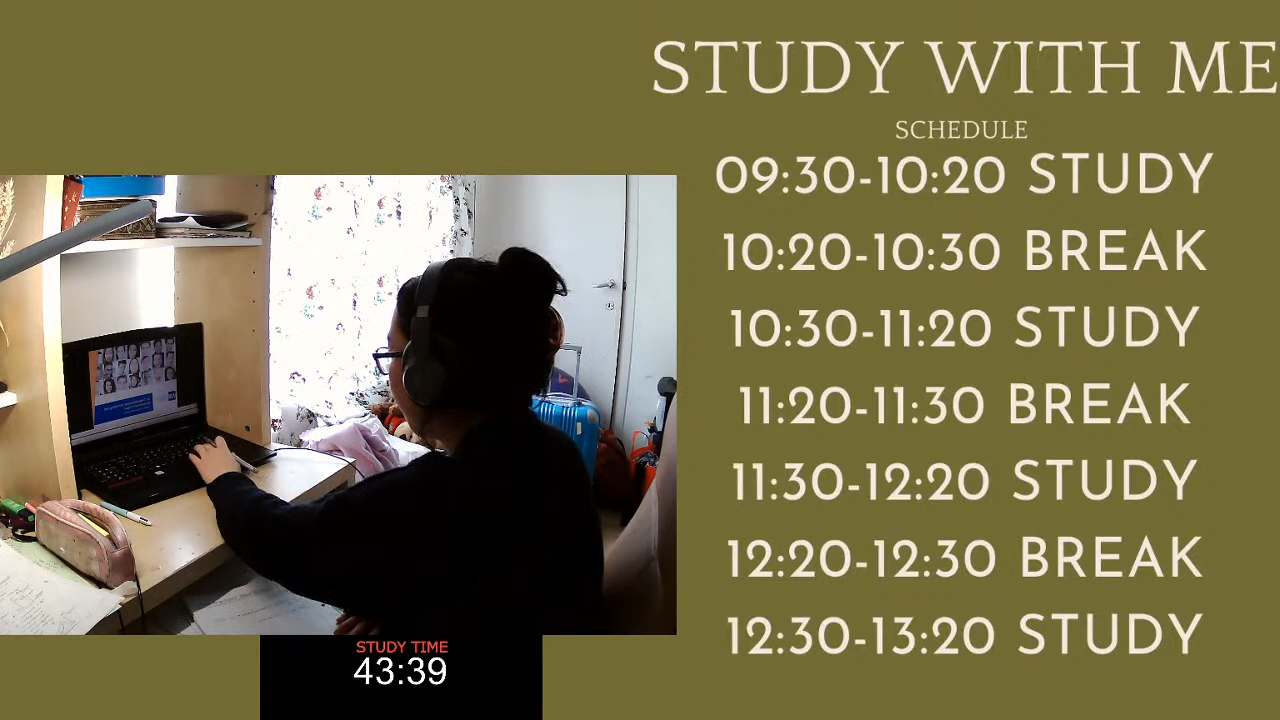 STUDY WITH ME
SCHEDULE
09:30-10:20 STUDY
10:20-10:30 BREAK
10:30-11:20 STUDY
11:20-11:30 BREAK
11:30-12:20 STUDY
12:20-12:30 BREAK
12:30-13:20 STUDY
STUDY TIME
43:39